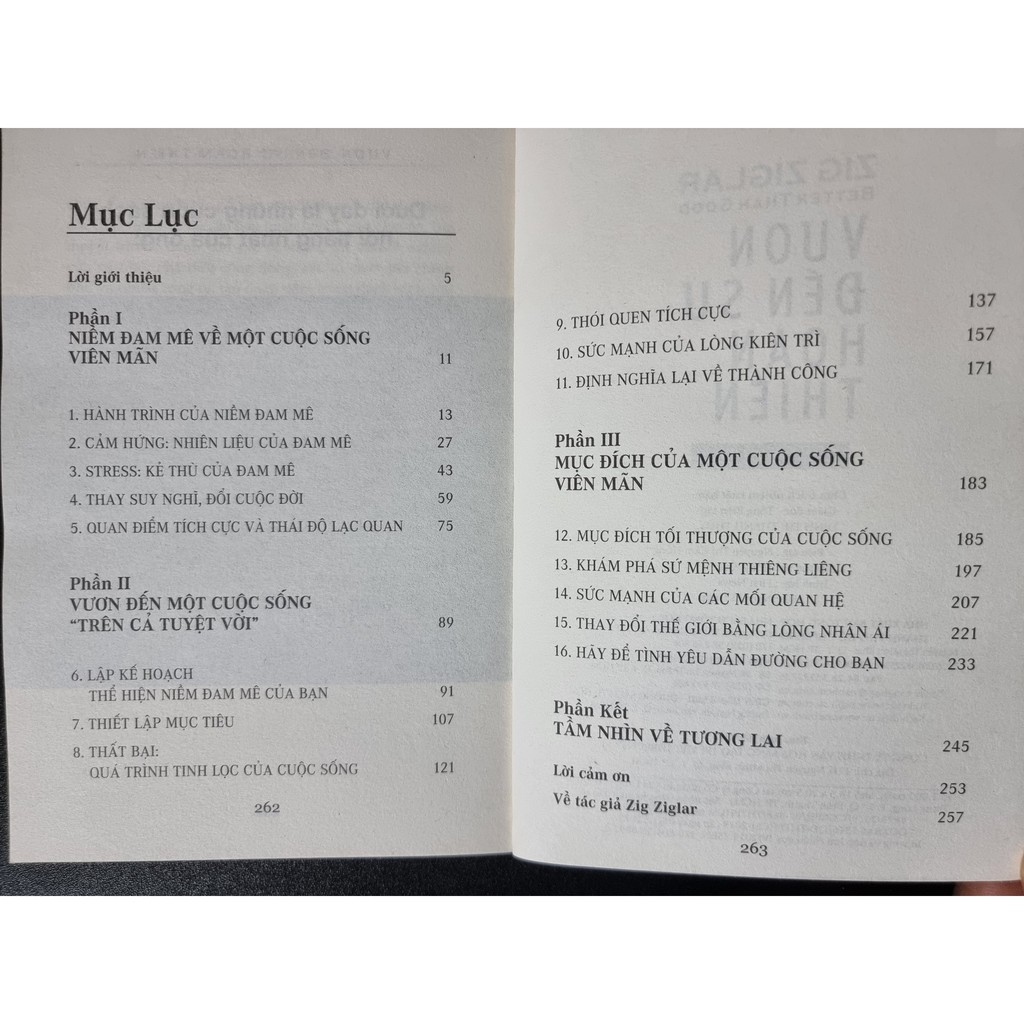 Mục Lục
Lời giới thiệu 5
Phần I
NIỀM ĐAM MÊ VỀ MỘT CUỘC SỐNG
VIÊN MÃN 11
1. HÀNH TRÌNH CỦA NIỀM ĐAM MÊ 13
2. CẢM HỨNG: NHIÊN LIỆU CỦA ĐAM MÊ 27
3. STRESS: KẺ THÙ CỦA ĐAM MÊ 43
4. THAY SUY NGHĨ, ĐỔI CUỘC ĐỜI 59
5. QUAN ĐIỂM TÍCH CỰC VÀ THÁI ĐỘ LẠC QUAN 75
Phần II
VƯƠN ĐẾN MỘT CUỘC SỐNG
“TRÊN CẢ TUYỆT VỜI” 89
6. LẬP KẾ HOẠCH
THỂ HIỆN NIỀM ĐAM MÊ CỦA BẠN 91
7. THIẾT LẬP MỤC TIÊU 107
8. THẤT BẠI:
QUÁ TRÌNH TINH LỌC CỦA CUỘC SỐNG 121
262
9. THÓI QUEN TÍCH CỰC 137
10. SỨC MẠNH CỦA LÒNG KIÊN TRÌ 157
11. ĐỊNH NGHĨA LẠI VỀ THÀNH CÔNG 171
Phần III
MỤC ĐÍCH CỦA MỘT CUỘC SỐNG
VIÊN MÃN 183
12. MỤC ĐÍCH TỐI THƯỢNG CỦA CUỘC SỐNG 185
13. KHÁM PHÁ SỨ MỆNH THIÊNG LIÊNG 197
14. SỨC MẠNH CỦA CÁC MỐI QUAN HỆ 207
15. THAY ĐỔI THẾ GIỚI BẰNG LÒNG NHÂN ÁI 221
16. HÃY ĐỂ TÌNH YÊU DẪN ĐƯỜNG CHO BẠN 233
Phần Kết
TẦM NHÌN VỀ TƯƠNG LAI 245
Lời cảm ơn 253
Về tác giả Zig Ziglar 257
263
ZIG ZIGLAR
BETTER THAN GOOD
VƯƠN
ĐẾN SỰ
HOÀN
THIỆN